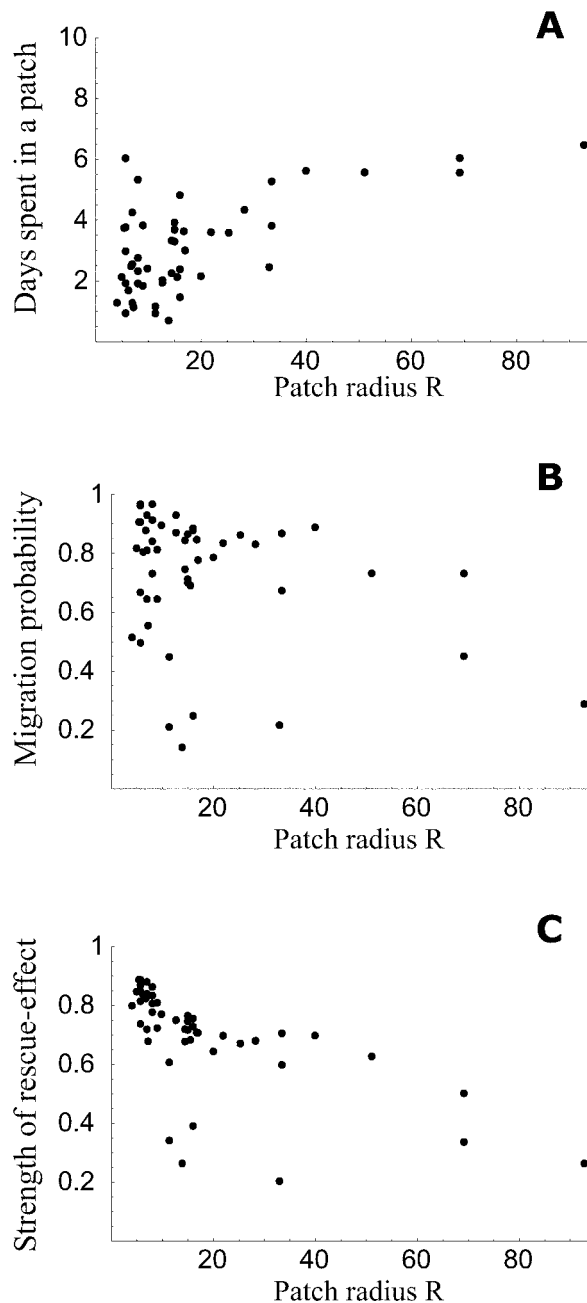 A
Days spent in a patch
10
8
6
4
2
20 40 60 80
Patch radius R
B
Migration probability
1
0.8
0.6
0.4
0.2
20 40 60 80
Patch radius R
C
Strength of rescue-effect
1
0.8
0.6
0.4
0.2
20 40 60 80
Patch radius R